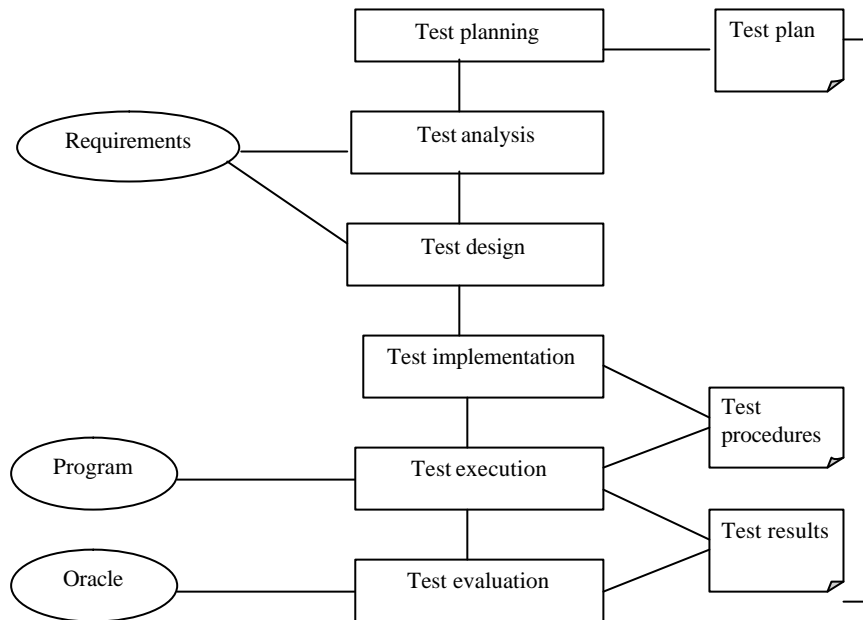 Test planning
Test plan
Requirements
Test analysis
Test design
Test implementation
Test
procedures
Program
Test execution
Test results
Oracle
Test evaluation